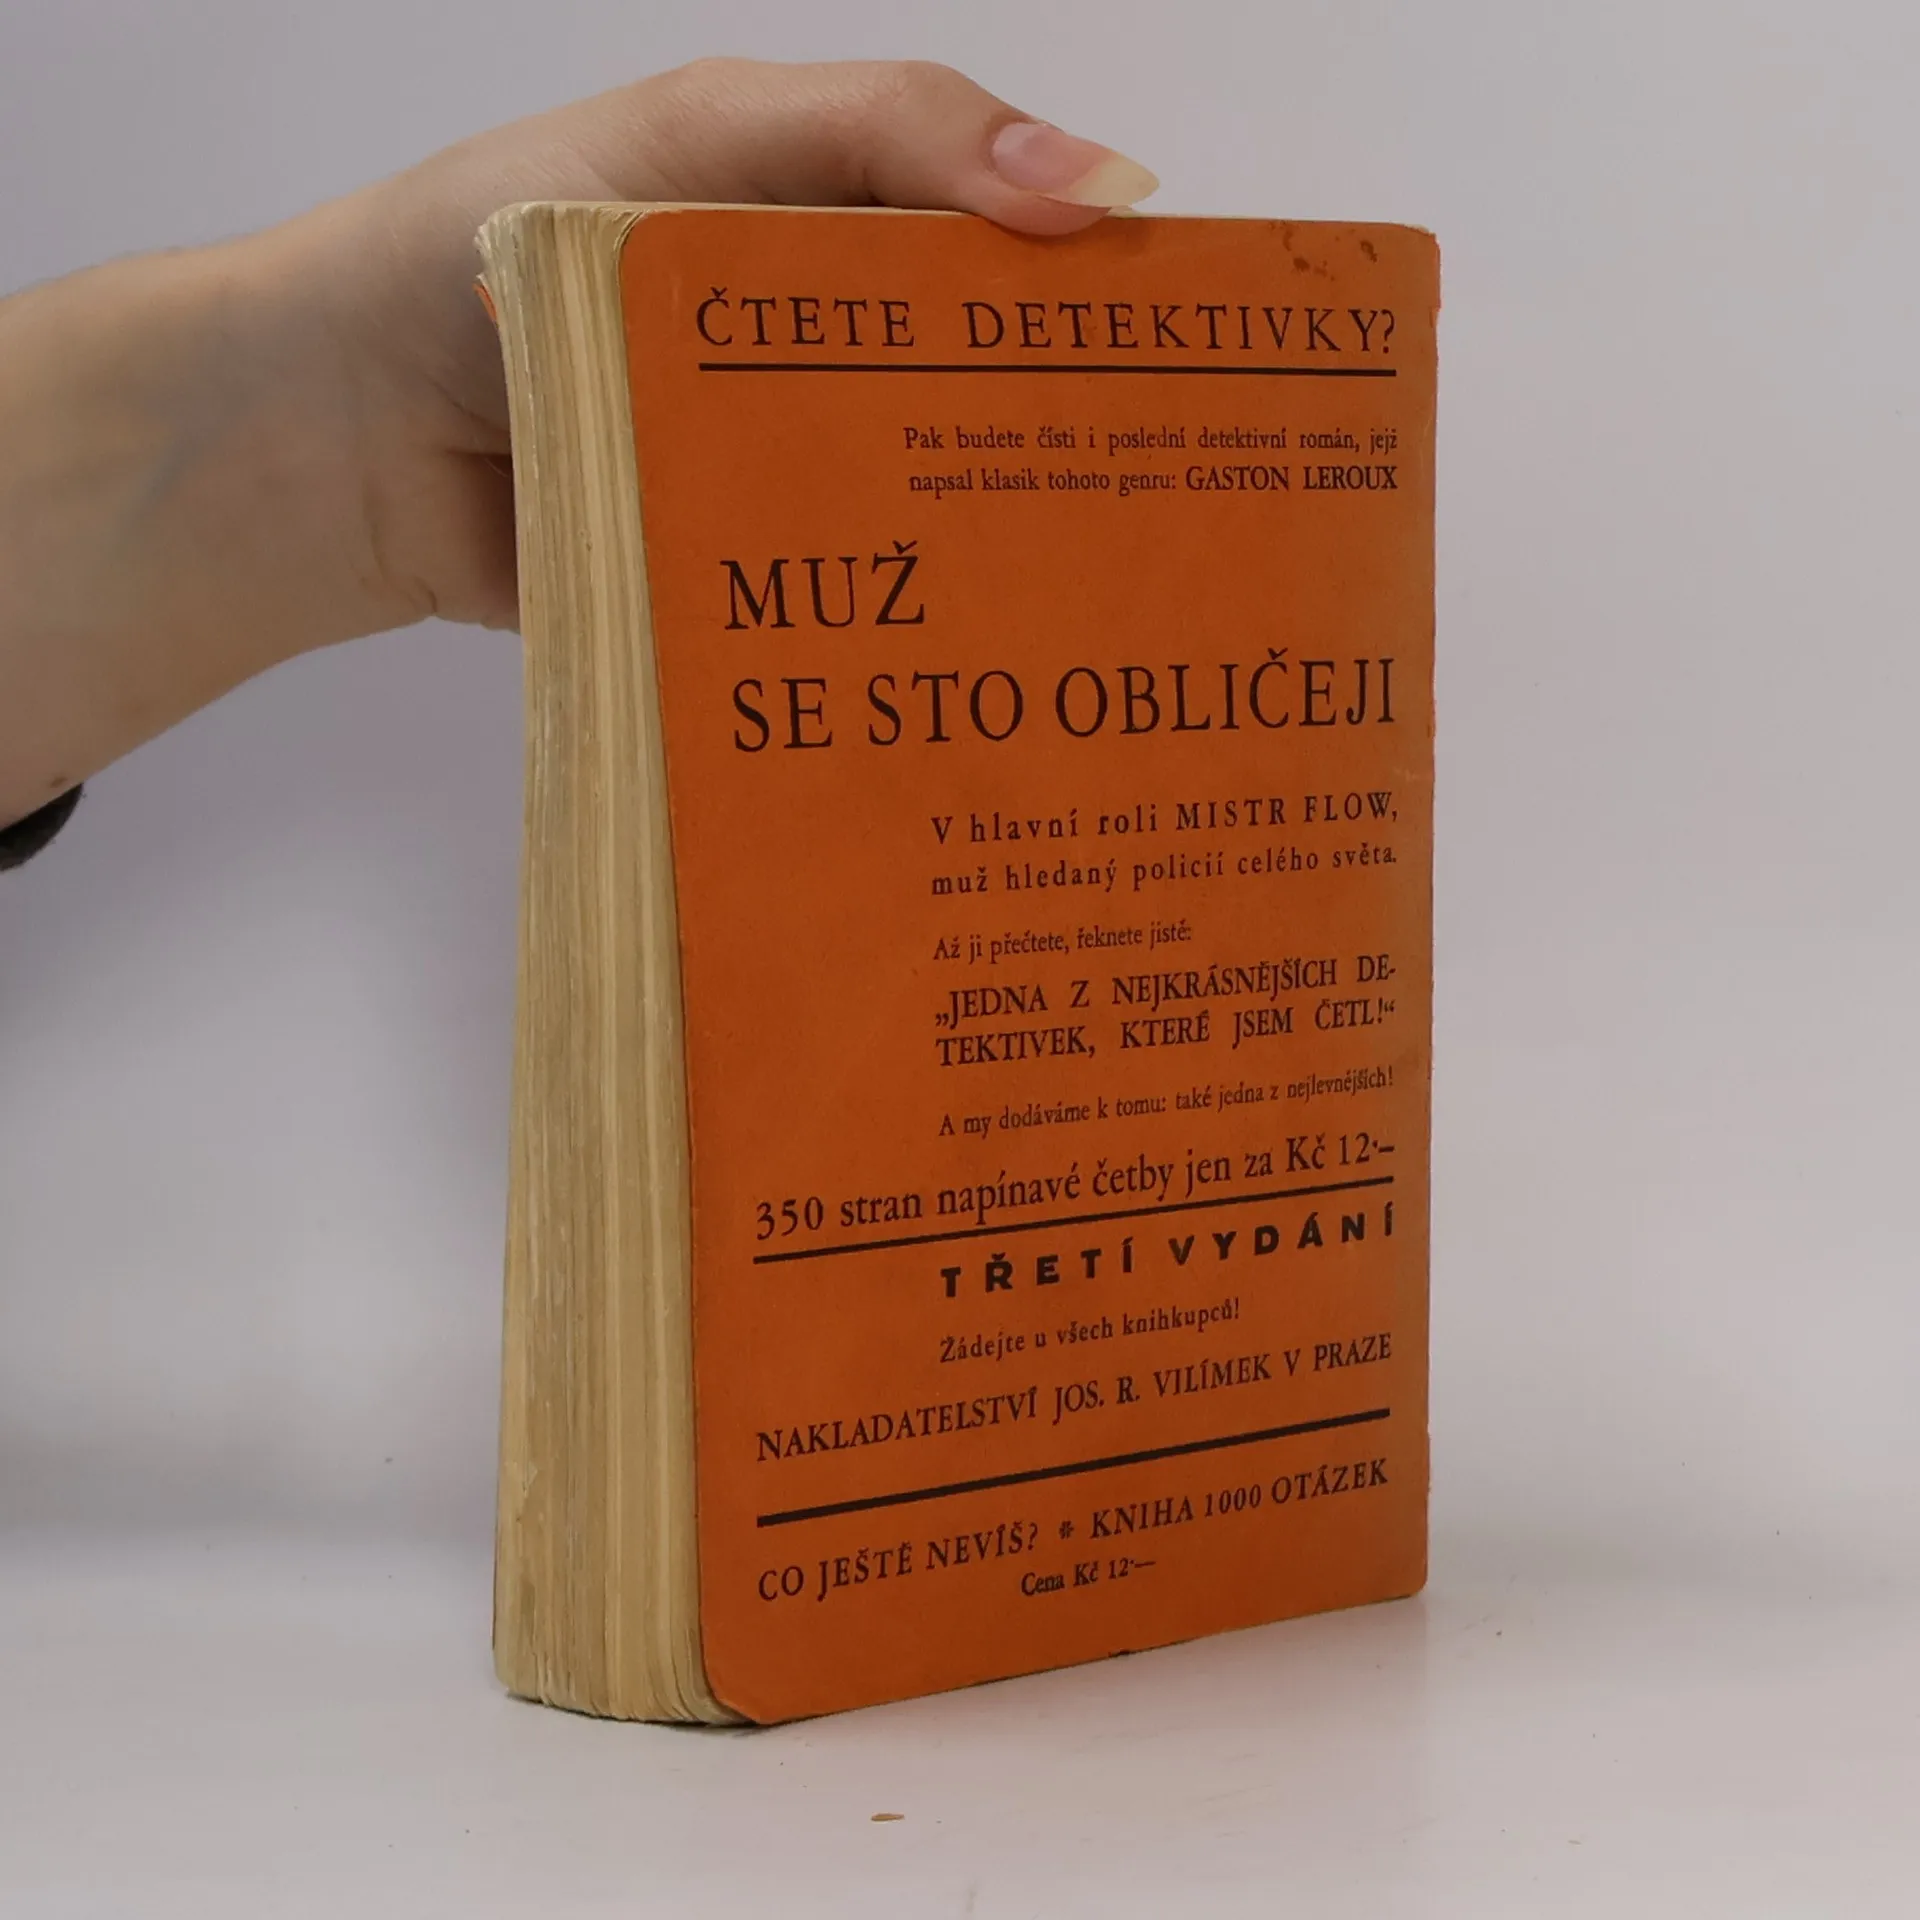 ČTETE DETEKTIVKY?
Pak budete čísti i poslední detektivní román, jejž
napsal klasik tohoto genru: GASTON LEROUX
MUŽ
SE STO OBLIČEJI
V hlavní roli MISTR FLOW,
muž hledaný policií celého světa.
Až ji přečtete, řeknete jistě:
„JEDNA Z NEJKRÁSNĚJŠÍCH DE-
TEKTIVEK, KTERÉ JSEM ČETL!“
A my dodáváme k tomu: také jedna z nejlevnějších!
350 stran napínavé četby jen za Kč 12·–
TŘETÍ VYDÁNÍ
Žádejte u všech knihkupců!
NAKLADATELSTVÍ JOS. R. VILÍMEK V PRAZE
CO JEŠTĚ NEVÍŠ? * KNIHA 1000 OTÁZEK
Cena Kč 12·—